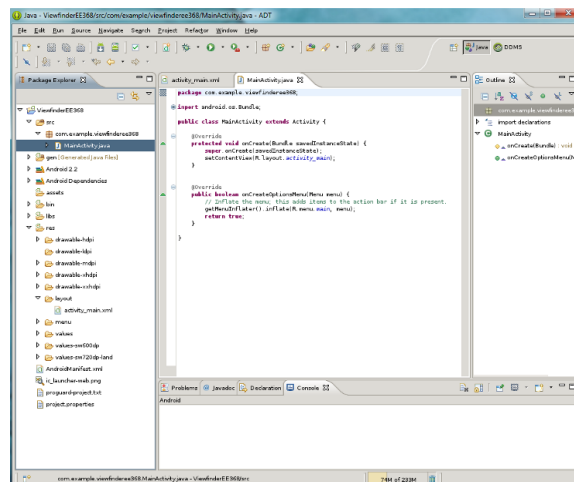 Java - ViewfinderEE368/src/com/example/viewfinderee368/MainActivity.java - ADT
File Edit Run Source Navigate Search Project Refactor Window Help
Java DDMS
Package Explorer
activity_main.xml MainActivity.java
Outline
ViewfinderEE368
src
com.example.viewfinderee368
MainActivity.java
gen [Generated Java Files]
Android 2.2
Android Dependencies
assets
bin
libs
res
drawable-hdpi
drawable-ldpi
drawable-mdpi
drawable-xhdpi
drawable-xxhdpi
layout
activity_main.xml
menu
values
values-sw600dp
values-sw720dp-land
AndroidManifest.xml
ic_launcher-web.png
proguard-project.txt
project.properties
package com.example.viewfinderee368;
import android.os.Bundle;
public class MainActivity extends Activity {
@Override
protected void onCreate(Bundle savedInstanceState) {
super.onCreate(savedInstanceState);
setContentView(R.layout.activity_main);
}
@Override
public boolean onCreateOptionsMenu(Menu menu) {
// Inflate the menu; this adds items to the action bar if it is present.
getMenuInflater().inflate(R.menu.main, menu);
return true;
}
}
com.example.viewfinderee368
import declarations
MainActivity
onCreate(Bundle) : void
onCreateOptionsMenu(M
Problems Javadoc Declaration Console
Android
com.example.viewfinderee368.MainActivity.java - ViewfinderEE368/src
74M of 233M